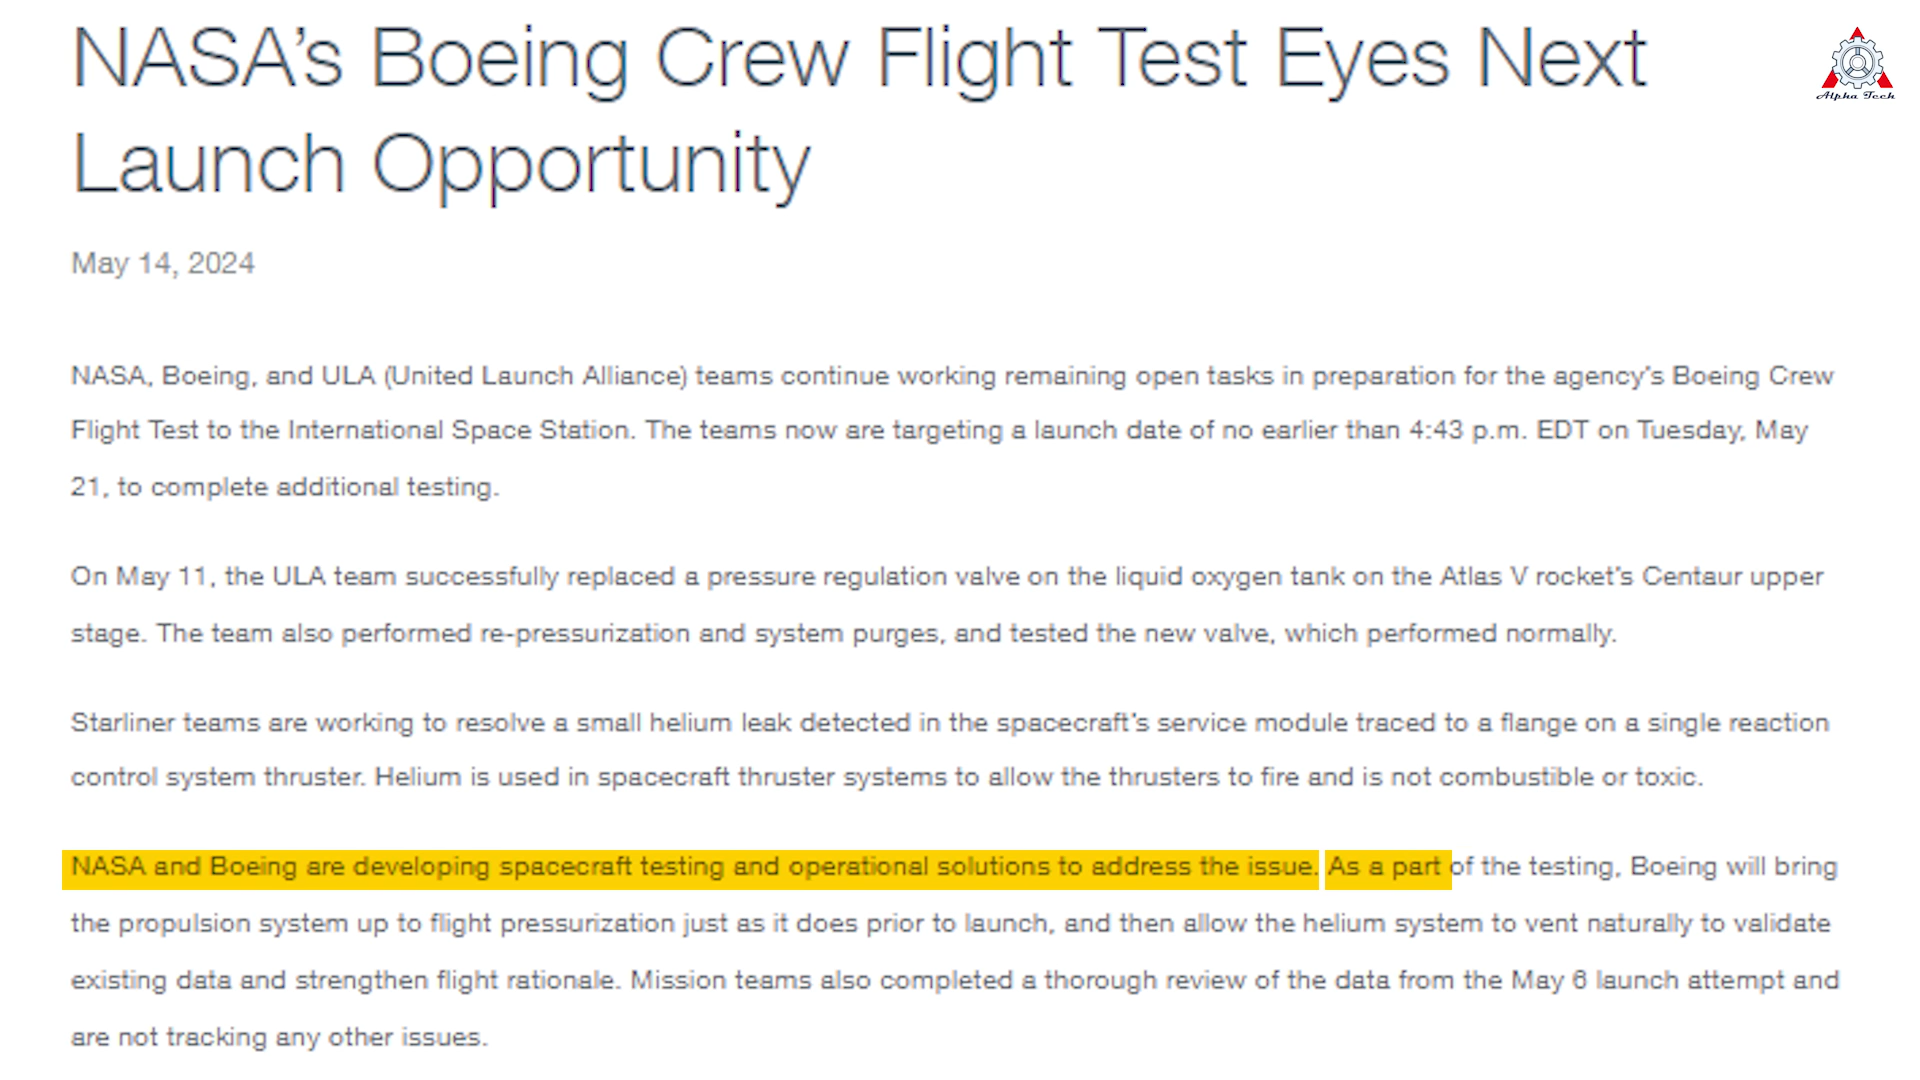 NASA’s Boeing Crew Flight Test Eyes Next
Launch Opportunity
Alpha Tech
May 14, 2024
NASA, Boeing, and ULA (United Launch Alliance) teams continue working remaining open tasks in preparation for the agency’s Boeing Crew
Flight Test to the International Space Station. The teams now are targeting a launch date of no earlier than 4:43 p.m. EDT on Tuesday, May
21, to complete additional testing.
On May 11, the ULA team successfully replaced a pressure regulation valve on the liquid oxygen tank on the Atlas V rocket’s Centaur upper
stage. The team also performed re-pressurization and system purges, and tested the new valve, which performed normally.
Starliner teams are working to resolve a small helium leak detected in the spacecraft’s service module traced to a flange on a single reaction
control system thruster. Helium is used in spacecraft thruster systems to allow the thrusters to fire and is not combustible or toxic.
NASA and Boeing are developing spacecraft testing and operational solutions to address the issue. As a part of the testing, Boeing will bring
the propulsion system up to flight pressurization just as it does prior to launch, and then allow the helium system to vent naturally to validate
existing data and strengthen flight rationale. Mission teams also completed a thorough review of the data from the May 6 launch attempt and
are not tracking any other issues.